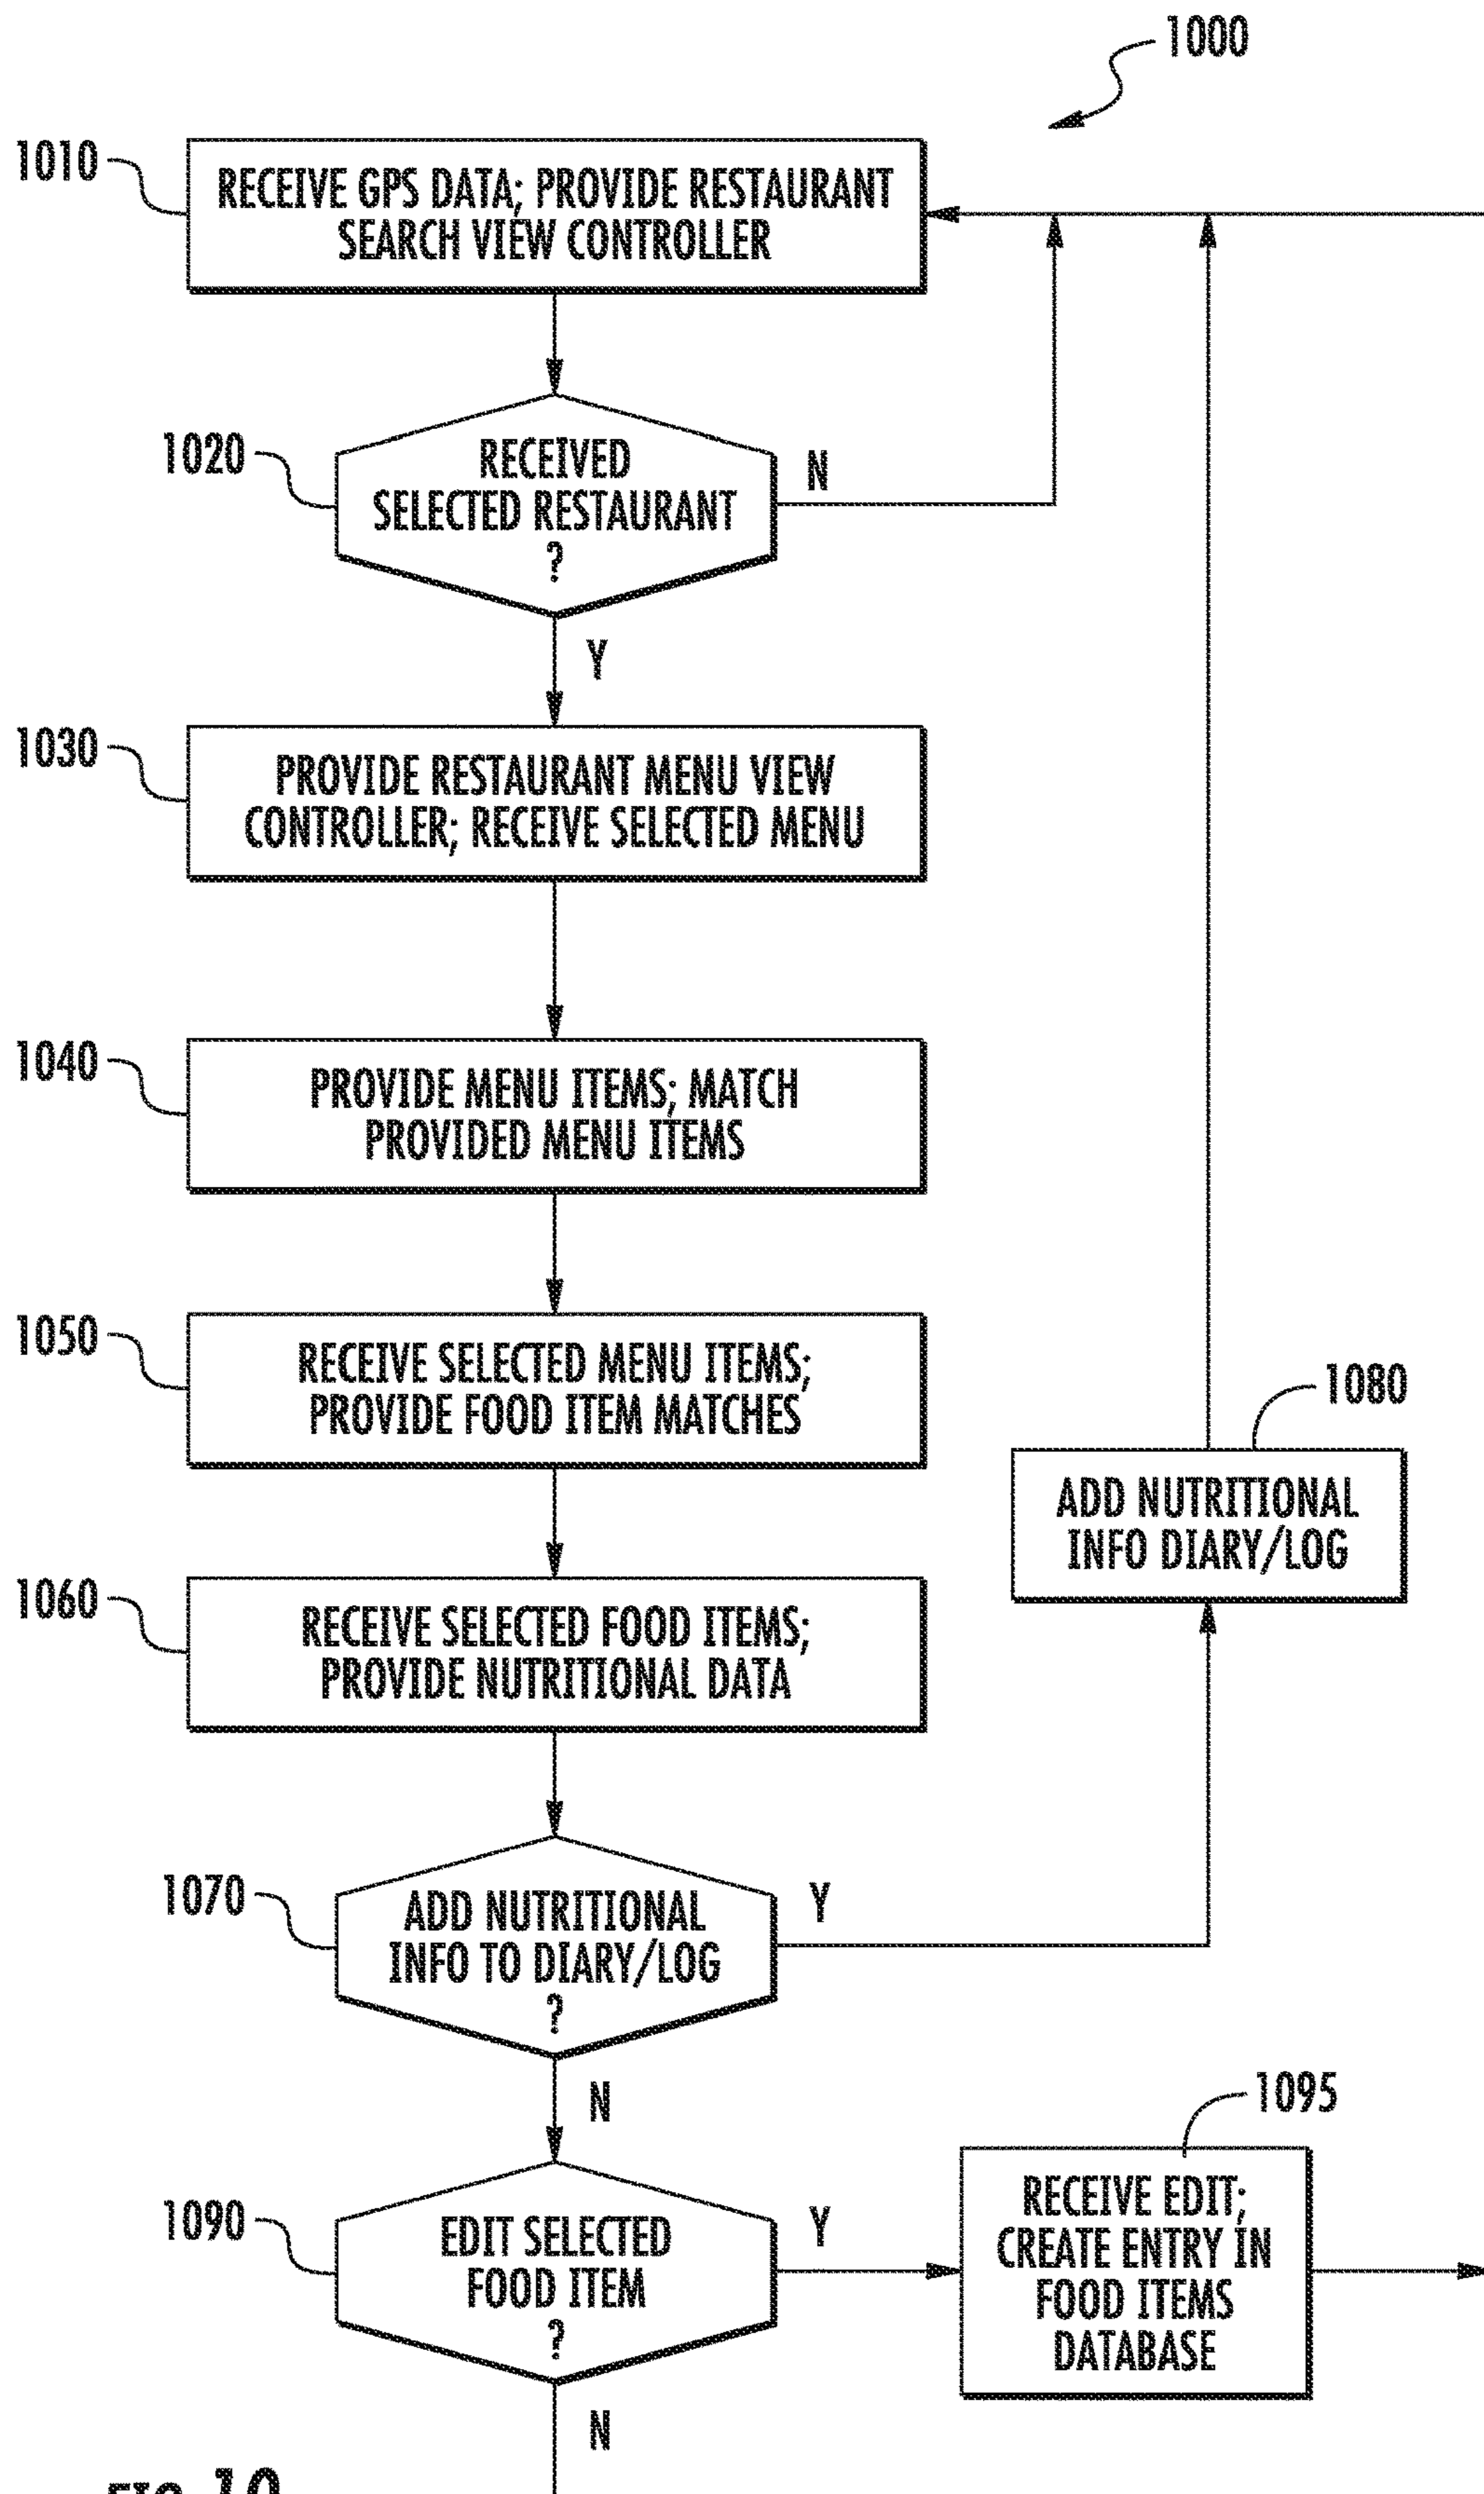 1000
1010
RECEIVE GPS DATA; PROVIDE RESTAURANT
SEARCH VIEW CONTROLLER
1020
RECEIVED
SELECTED RESTAURANT
?
N
Y
1030
PROVIDE RESTAURANT MENU VIEW
CONTROLLER; RECEIVE SELECTED MENU
1040
PROVIDE MENU ITEMS; MATCH
PROVIDED MENU ITEMS
1050
RECEIVE SELECTED MENU ITEMS;
PROVIDE FOOD ITEM MATCHES
1080
ADD NUTRITIONAL
INFO DIARY/LOG
1060
RECEIVE SELECTED FOOD ITEMS;
PROVIDE NUTRITIONAL DATA
1070
ADD NUTRITIONAL
INFO TO DIARY/LOG
?
Y
N
1095
1090
EDIT SELECTED
FOOD ITEM
?
Y
RECEIVE EDIT;
CREATE ENTRY IN
FOOD ITEMS
DATABASE
N
FIG. 10